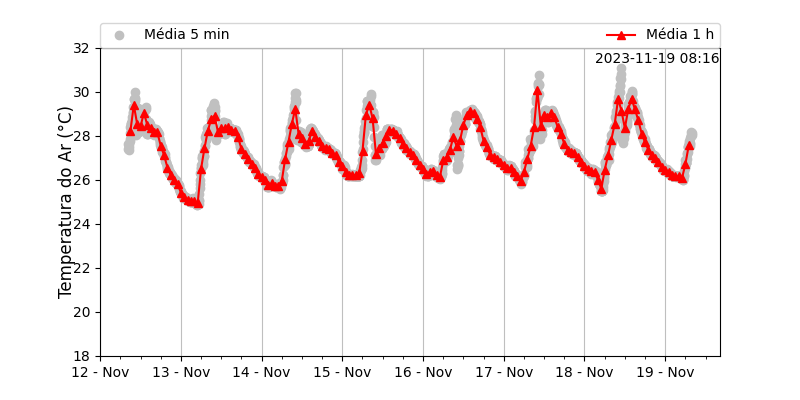 Média 5 min
Média 1 h
2023-11-19 08:16
Temperatura do Ar (°C)
32
30
28
26
24
22
20
18
12 - Nov
13 - Nov
14 - Nov
15 - Nov
16 - Nov
17 - Nov
18 - Nov
19 - Nov